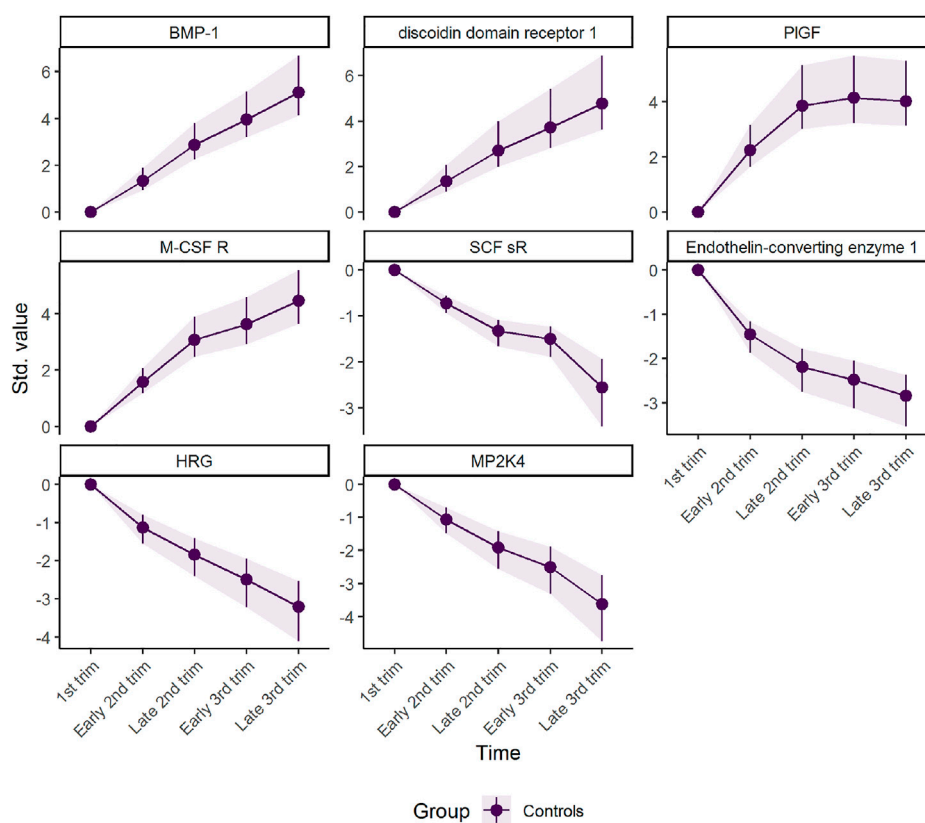 BMP-1
discoidin domain receptor 1
PlGF
6
4
2
0
6
4
2
0
4
2
0
M-CSF R
SCF sR
Endothelin-converting enzyme 1
4
2
0
0
-1
-2
-3
0
-1
-2
-3
HRG
MP2K4
0
-1
-2
-3
-4
0
-1
-2
-3
-4
Std. value
1st trim
Early 2nd trim
Late 2nd trim
Early 3rd trim
Late 3rd trim
1st trim
Early 2nd trim
Late 2nd trim
Early 3rd trim
Late 3rd trim
1st trim
Early 2nd trim
Late 2nd trim
Early 3rd trim
Late 3rd trim
Time
Group Controls